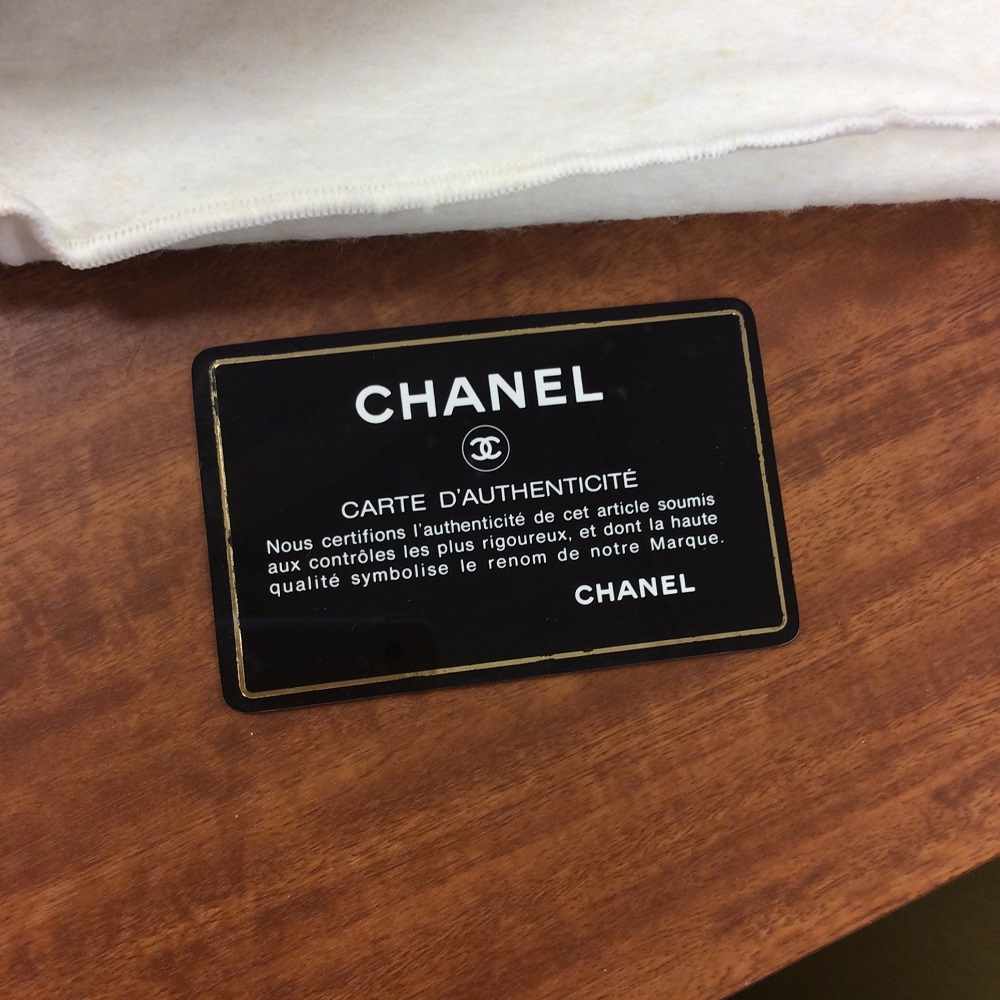 CHANEL
CARTE D'AUTHENTICITÉ
Nous certifions l'authenticité de cet article soumis
aux contrôles les plus rigoureux, et dont la haute
qualité symbolise le renom de notre Marque.
CHANEL